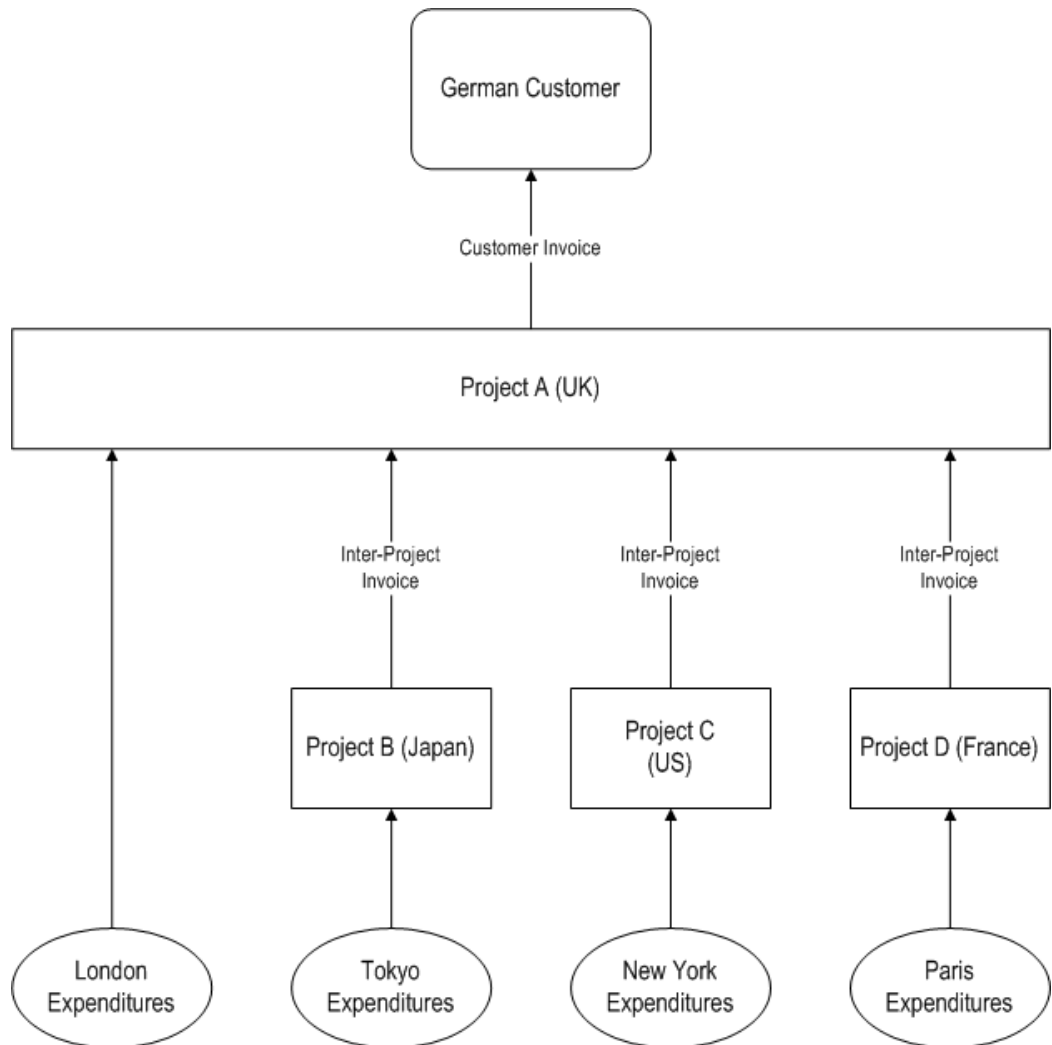 German Customer
Customer Invoice
Project A (UK)
Inter-Project
Invoice
Inter-Project
Invoice
Inter-Project
Invoice
Project B (Japan)
Project C
(US)
Project D (France)
London
Expenditures
Tokyo
Expenditures
New York
Expenditures
Paris
Expenditures